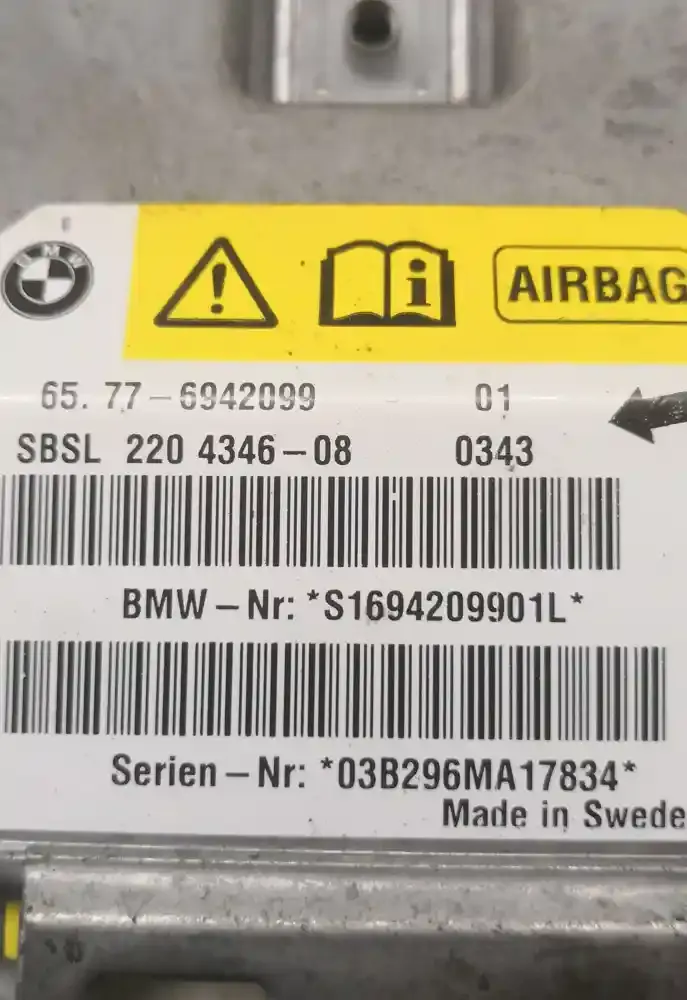 BMW
AIRBAG
65. 77-6942099 01
SBSL 220 4346-08 0343
BMW-Nr: *S1694209901L*
Serien-Nr: *03B296MA17834*
Made in Swede